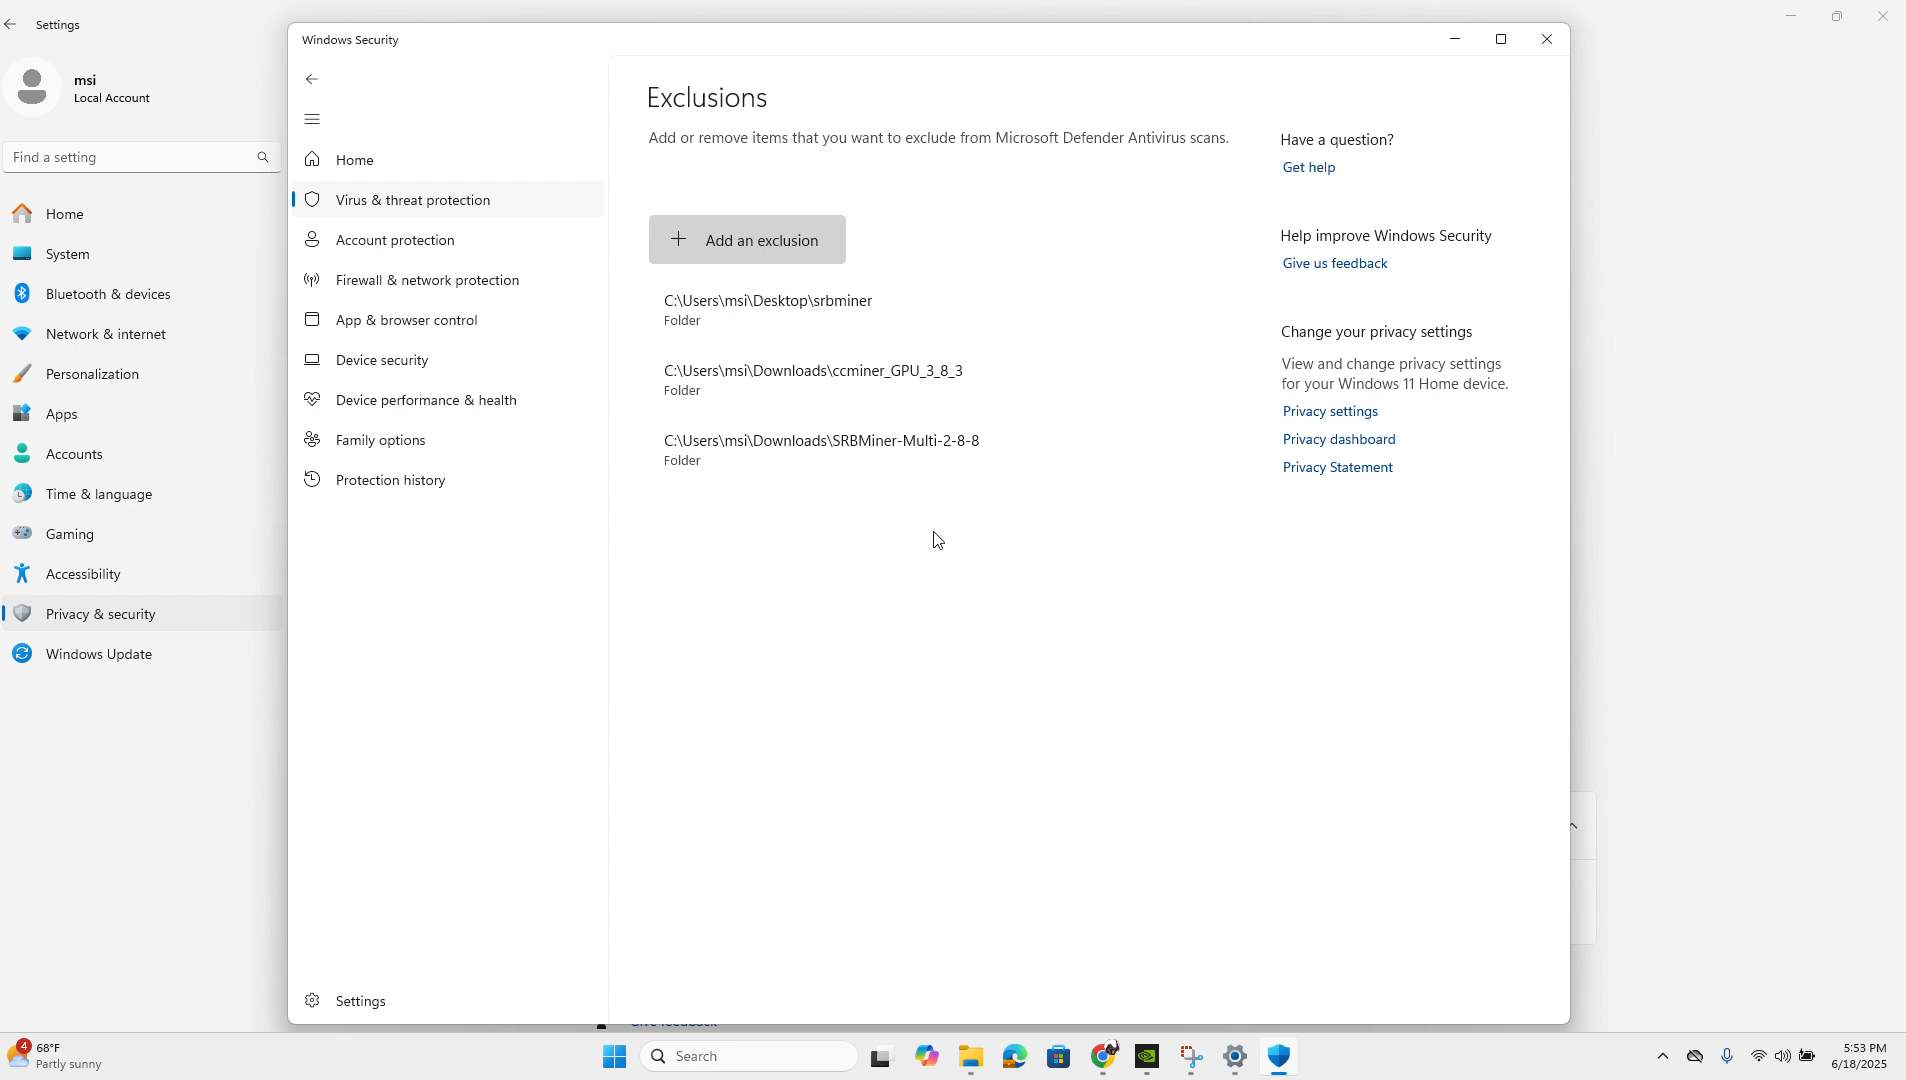 Settings
msi
Local Account
Find a setting
Home
System
Bluetooth & devices
Network & internet
Personalization
Apps
Accounts
Time & language
Gaming
Accessibility
Privacy & security
Windows Update
Windows Security
Home
Virus & threat protection
Account protection
Firewall & network protection
App & browser control
Device security
Device performance & health
Family options
Protection history
Settings
Exclusions
Add or remove items that you want to exclude from Microsoft Defender Antivirus scans.
Add an exclusion
C:\Users\msi\Desktop\srbminer
Folder
C:\Users\msi\Downloads\ccminer_GPU_3_8_3
Folder
C:\Users\msi\Downloads\SRBMiner-Multi-2-8-8
Folder
Have a question?
Get help
Help improve Windows Security
Give us feedback
Change your privacy settings
View and change privacy settings
for your Windows 11 Home device.
Privacy settings
Privacy dashboard
Privacy Statement
Give feedback
4
68°F
Partly sunny
Search
5:53 PM
6/18/2025